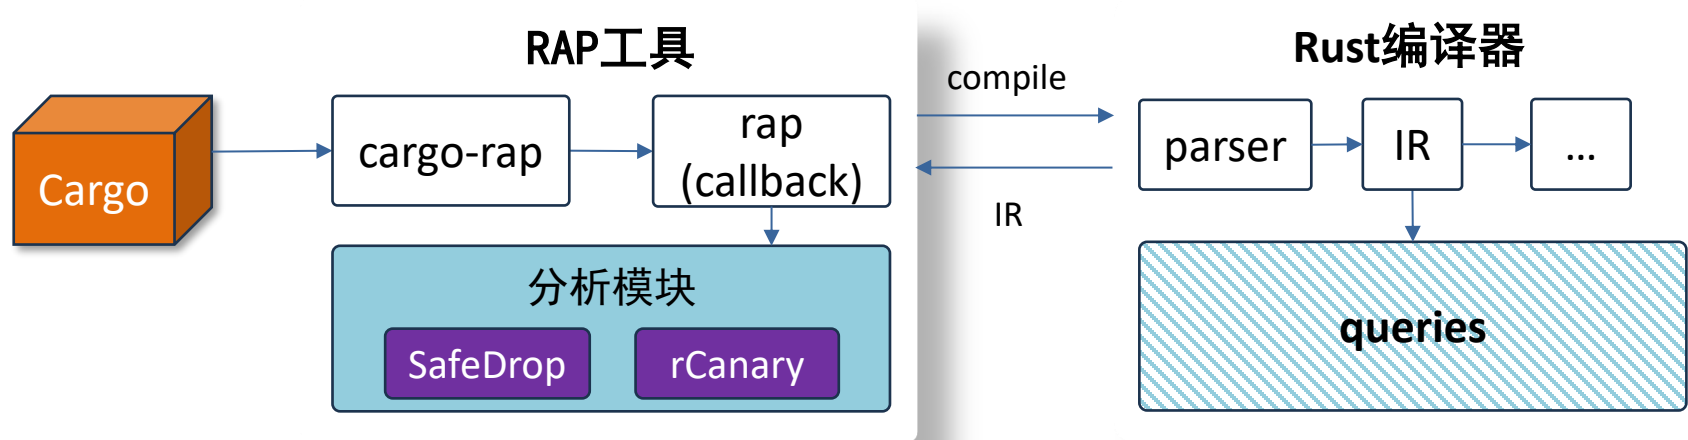 RAP工具
Rust编译器
compile
Cargo
cargo-rap
rap
(callback)
parser
IR
...
IR
分析模块
SafeDrop
rCanary
queries